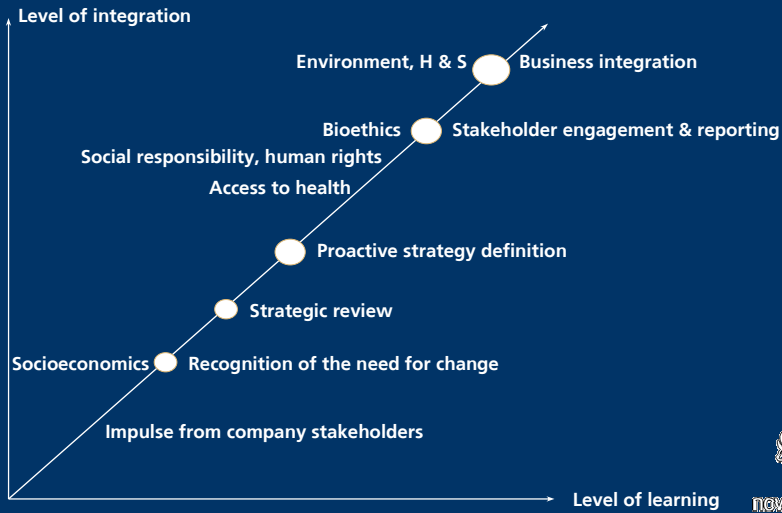 Level of integration
Environment, H & S Business integration
Bioethics Stakeholder engagement & reporting
Social responsibility, human rights
Access to health
Proactive strategy definition
Strategic review
Socioeconomics Recognition of the need for change
Impulse from company stakeholders
Level of learning